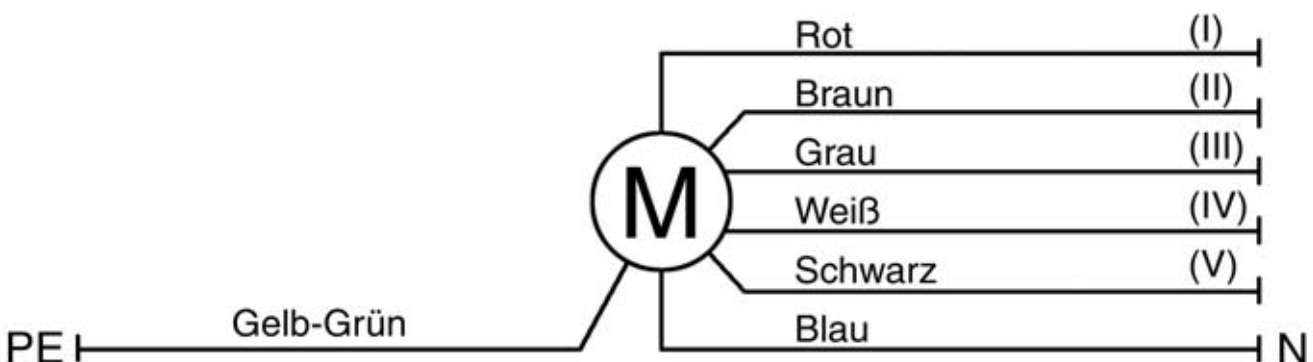 Rot (I)
Braun (II)
Grau (III)
M
Weiß (IV)
Schwarz (V)
Gelb-Grün
Blau
PE
N